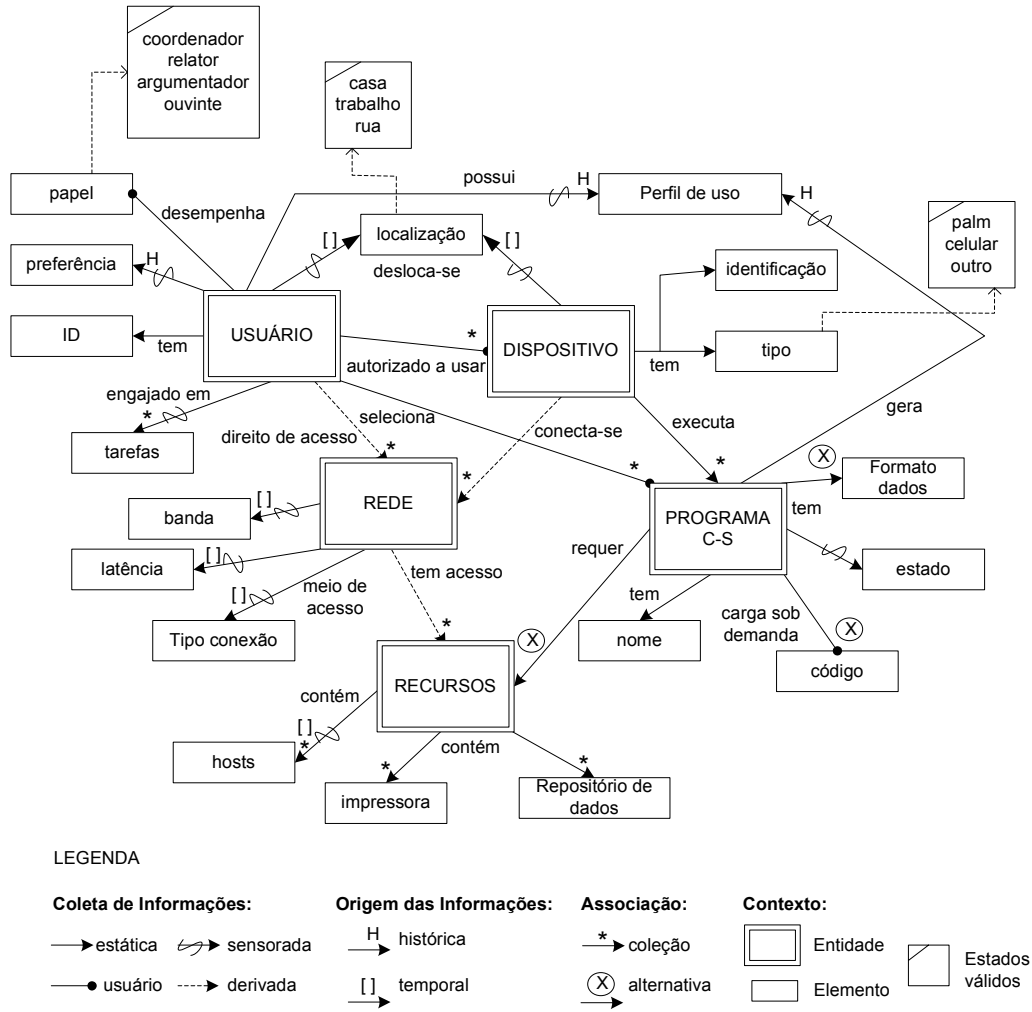 coordenador
relator
argumentador
ouvinte
casa
trabalho
rua
possui
H
Perfil de uso
H
papel
desempenha
palm
celular
outro
[ ]
localização
[ ]
desloca-se
preferência
H
identificação
ID
tem
USUÁRIO
*
autorizado a usar
DISPOSITIVO
tem
tipo
engajado em
*
tarefas
direito de acesso
*
seleciona
conecta-se
*
executa
*
*
gera
X
Formato
dados
tem
banda
[ ]
REDE
PROGRAMA
C-S
latência
[ ]
requer
estado
[ ]
meio de
acesso
tem acesso
*
Tipo conexão
X
tem
nome
carga sob
demanda
X
código
RECURSOS
contém
[ ]
*
hosts
contém
*
*
impressora
Repositório de
dados
LEGENDA
Coleta de Informações:
Origem das Informações:
Associação:
Contexto:
estática
sensorada
H
histórica
*
coleção
Entidade
usuário
derivada
[ ]
temporal
X
alternativa
Elemento
Estados
válidos